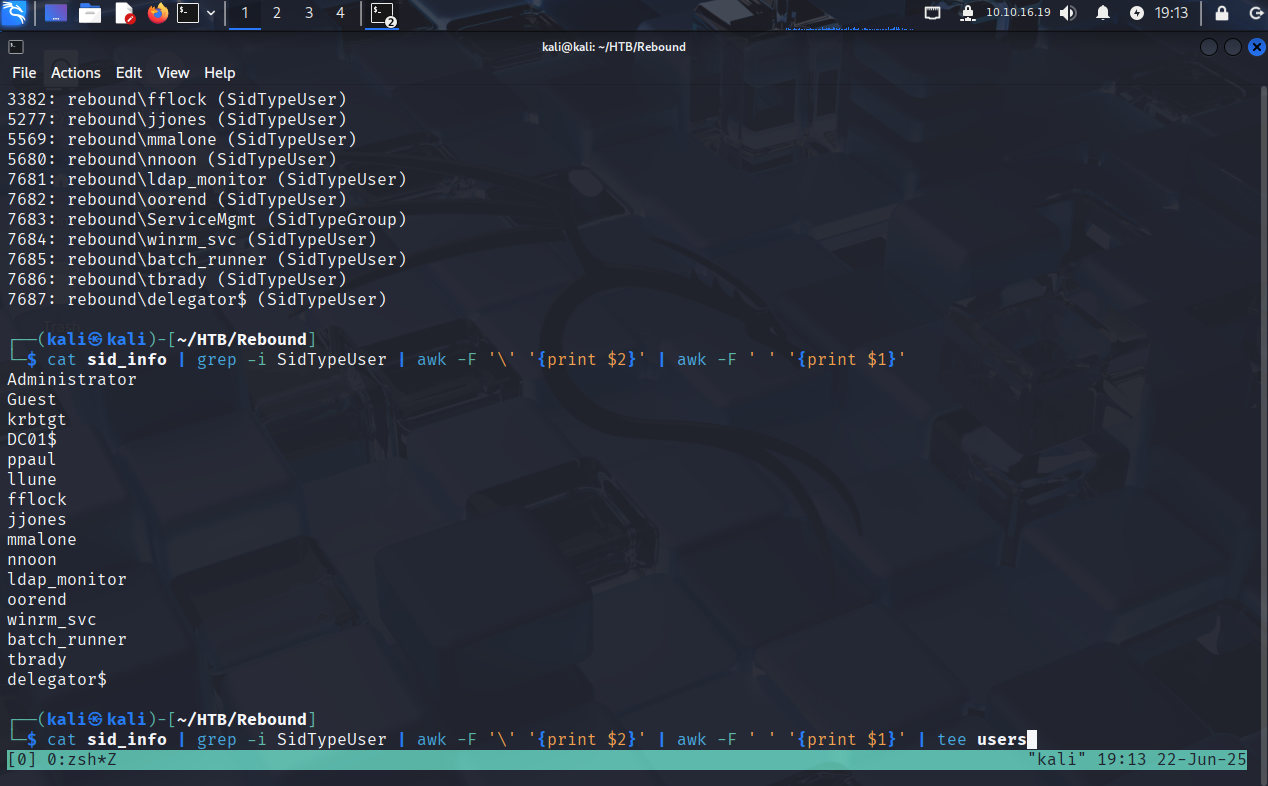 1 2 3 4 2 10.10.16.19 19:13
kali@kali: ~/HTB/Rebound
File Actions Edit View Help
3382: rebound\fflock (SidTypeUser)
5277: rebound\jjones (SidTypeUser)
5569: rebound\mmalone (SidTypeUser)
5680: rebound\nnoon (SidTypeUser)
7681: rebound\ldap_monitor (SidTypeUser)
7682: rebound\oorend (SidTypeUser)
7683: rebound\ServiceMgmt (SidTypeGroup)
7684: rebound\winrm_svc (SidTypeUser)
7685: rebound\batch_runner (SidTypeUser)
7686: rebound\tbrady (SidTypeUser)
7687: rebound\delegator$ (SidTypeUser)
┌──(kali㉿kali)-[~/HTB/Rebound]
└─$ cat sid_info | grep -i SidTypeUser | awk -F '\' '{print $2}' | awk -F ' ' '{print $1}'
Administrator
Guest
krbtgt
DC01$
ppaul
llune
fflock
jjones
mmalone
nnoon
ldap_monitor
oorend
winrm_svc
batch_runner
tbrady
delegator$
┌──(kali㉿kali)-[~/HTB/Rebound]
└─$ cat sid_info | grep -i SidTypeUser | awk -F '\' '{print $2}' | awk -F ' ' '{print $1}' | tee users
[0] 0:zsh*Z "kali" 19:13 22-Jun-25